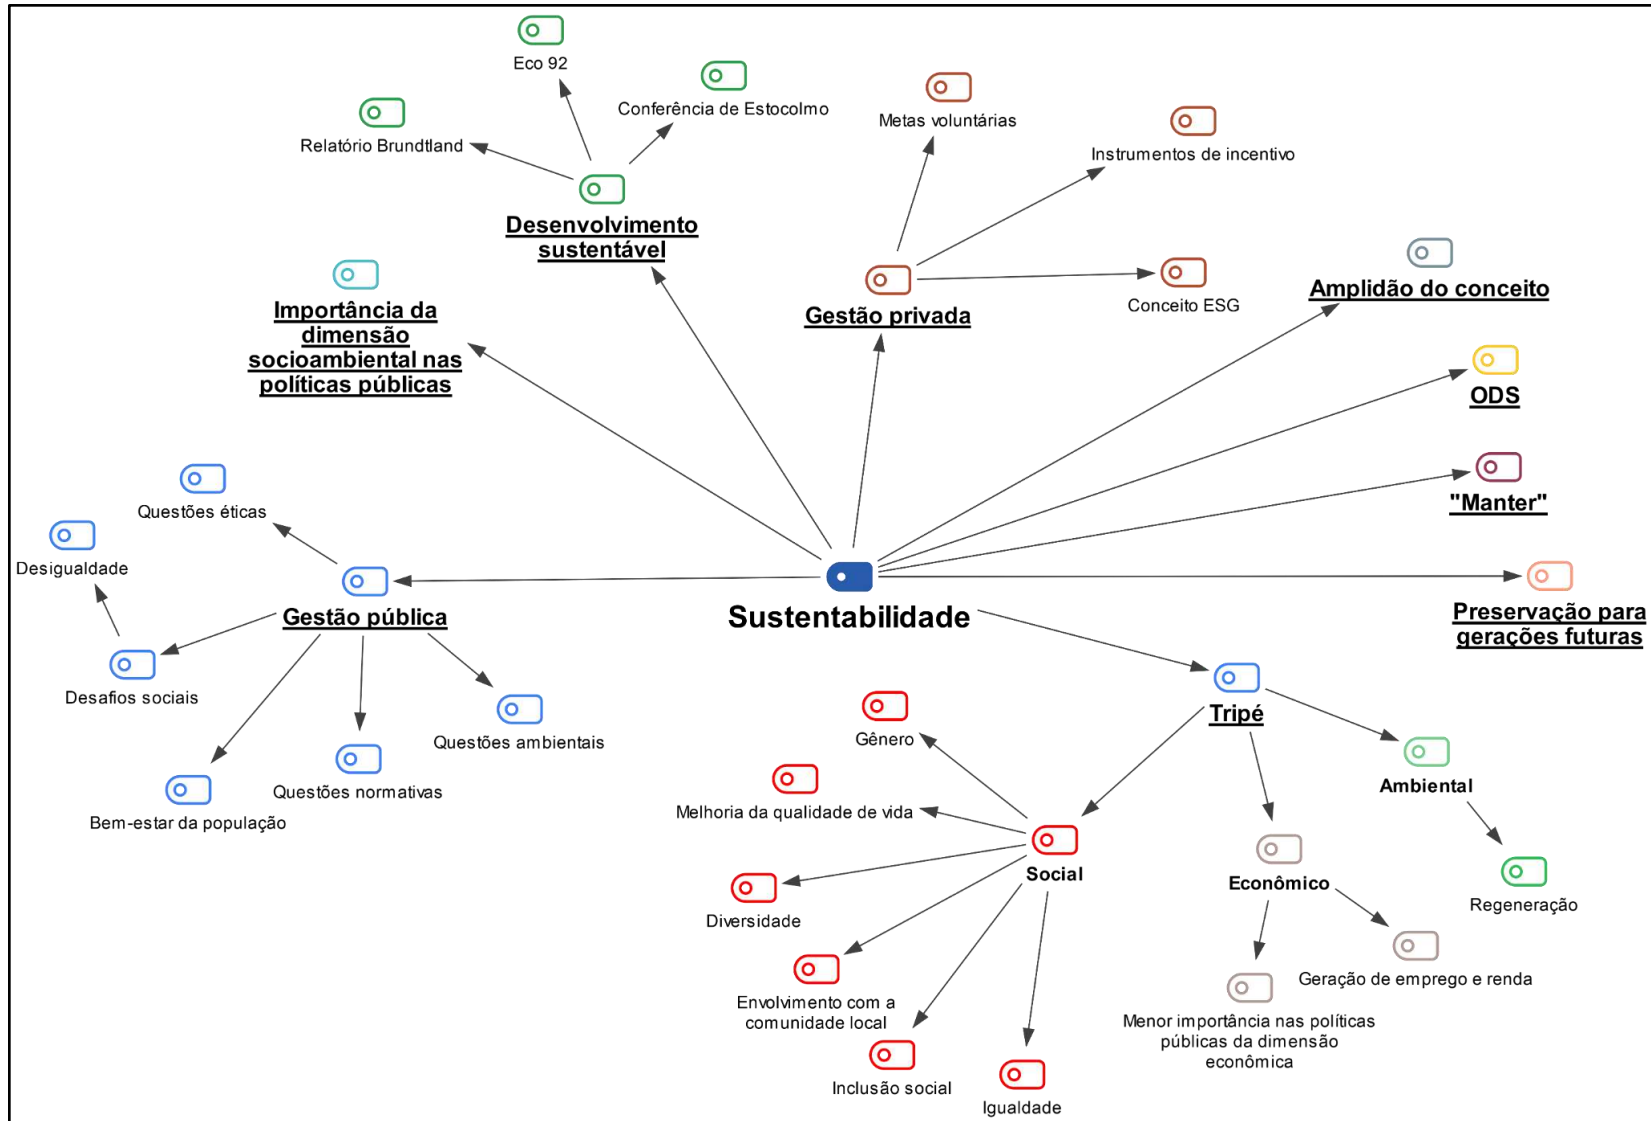 Eco 92
Conferência de Estocolmo
Relatório Brundtland
Desenvolvimento
sustentável
Metas voluntárias
Instrumentos de incentivo
Conceito ESG
Gestão privada
Importância da
dimensão
socioambiental nas
políticas públicas
Amplidão do conceito
ODS
"Manter"
Preservação para
gerações futuras
Sustentabilidade
Questões éticas
Desigualdade
Gestão pública
Desafios sociais
Questões ambientais
Questões normativas
Bem-estar da população
Tripé
Gênero
Melhoria da qualidade de vida
Social
Diversidade
Envolvimento com a
comunidade local
Inclusão social
Igualdade
Ambiental
Regeneração
Econômico
Geração de emprego e renda
Menor importância nas políticas
públicas da dimensão
econômica